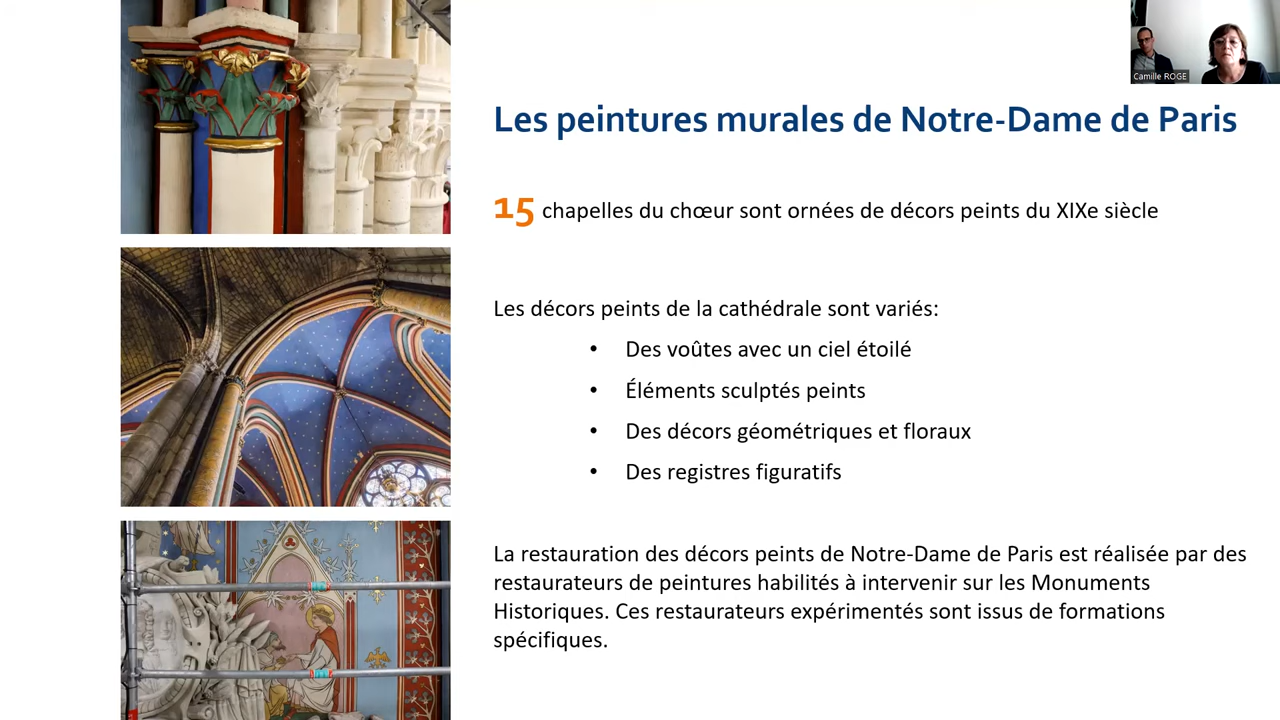 Camille ROGE
Les peintures murales de Notre-Dame de Paris
15 chapelles du chœur sont ornées de décors peints du XIXe siècle
Les décors peints de la cathédrale sont variés:
• Des voûtes avec un ciel étoilé
• Éléments sculptés peints
• Des décors géométriques et floraux
• Des registres figuratifs
La restauration des décors peints de Notre-Dame de Paris est réalisée par des
restaurateurs de peintures habilités à intervenir sur les Monuments
Historiques. Ces restaurateurs expérimentés sont issus de formations
spécifiques.